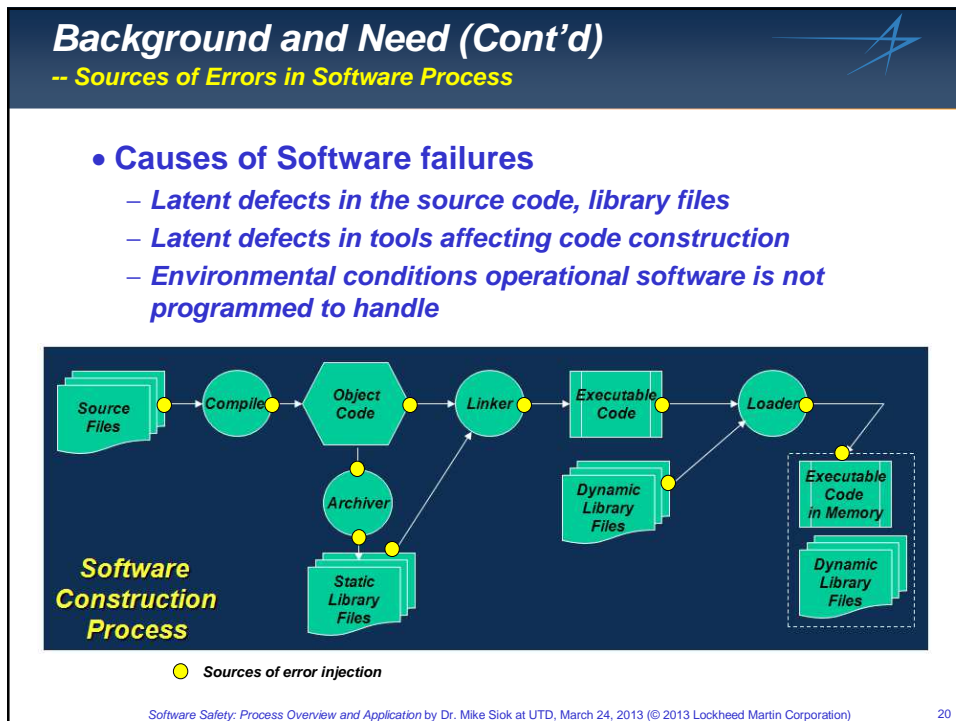 Background and Need (Cont'd)
-- Sources of Errors in Software Process
• Causes of Software failures
– Latent defects in the source code, library files
– Latent defects in tools affecting code construction
– Environmental conditions operational software is not
programmed to handle
Source
Files
Compile
Object
Code
Linker
Executable
Code
Loader
Archiver
Dynamic
Library
Files
Executable
Code
in Memory
Static
Library
Files
Dynamic
Library
Files
Software
Construction
Process
Sources of error injection
Software Safety: Process Overview and Application by Dr. Mike Siok at UTD, March 24, 2013 (© 2013 Lockheed Martin Corporation)
20